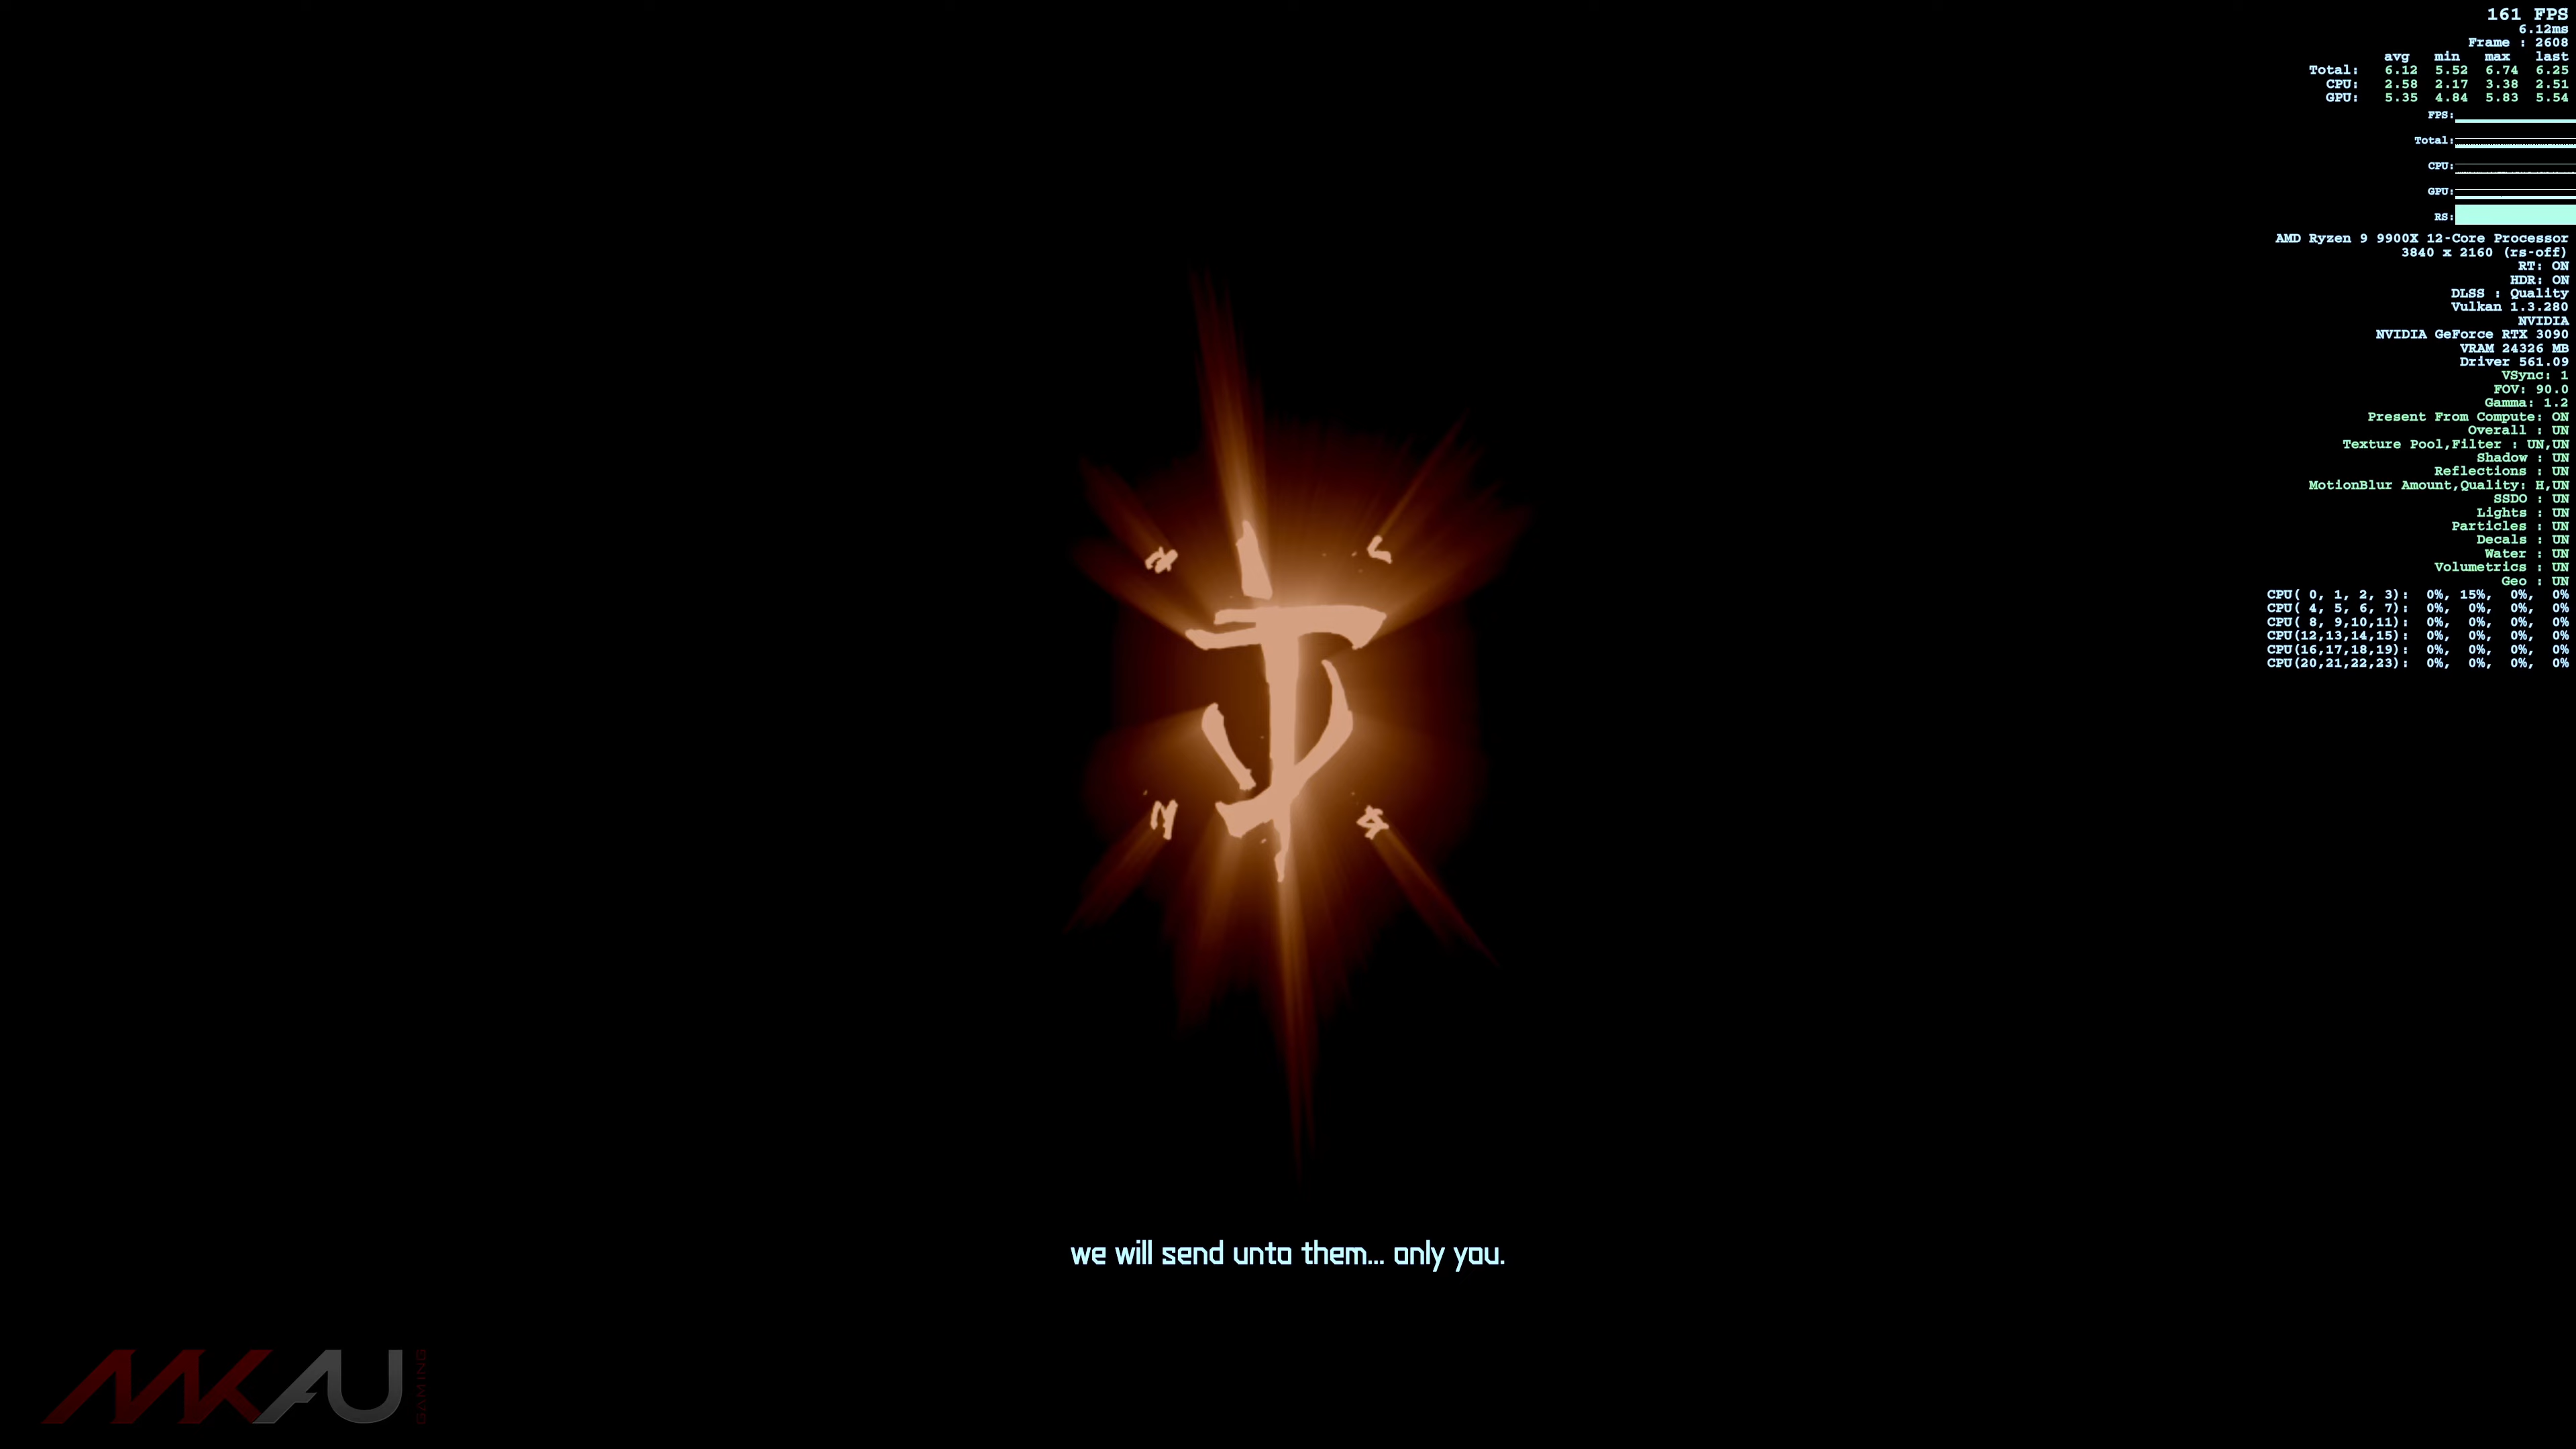 161 FPS
6.12ms
Frame : 2608
avg min max last
Total: 6.12 5.52 6.74 6.25
CPU: 2.58 2.17 3.38 2.51
GPU: 5.35 4.84 5.83 5.54
FPS:
Total:
CPU:
GPU:
RS:
AMD Ryzen 9 9900X 12-Core Processor
3840 x 2160 (rs-off)
RT: ON
HDR: ON
DLSS : Quality
Vulkan 1.3.280
NVIDIA
NVIDIA GeForce RTX 3090
VRAM 24326 MB
Driver 561.09
VSync: 1
FOV: 90.0
Gamma: 1.2
Present From Compute: ON
Overall : UN
Texture Pool,Filter : UN,UN
Shadow : UN
Reflections : UN
MotionBlur Amount,Quality: H,UN
SSDO : UN
Lights : UN
Particles : UN
Decals : UN
Water : UN
Volumetrics : UN
Geo : UN
CPU( 0, 1, 2, 3): 0%, 15%, 0%, 0%
CPU( 4, 5, 6, 7): 0%, 0%, 0%, 0%
CPU( 8, 9,10,11): 0%, 0%, 0%, 0%
CPU(12,13,14,15): 0%, 0%, 0%, 0%
CPU(16,17,18,19): 0%, 0%, 0%, 0%
CPU(20,21,22,23): 0%, 0%, 0%, 0%
we will send unto them... only you.
MKAU GAMING